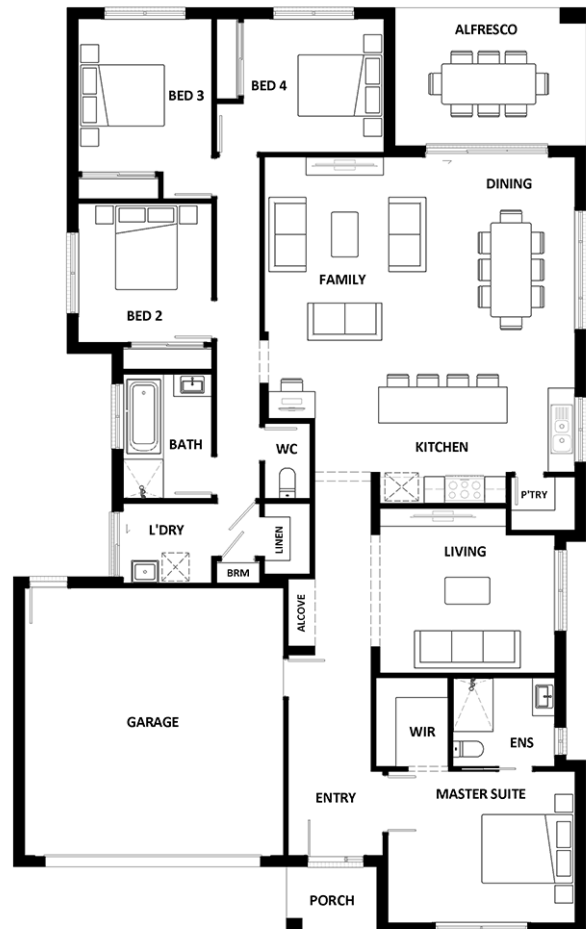 ALFRESCO
BED 3
BED 4
DINING
FAMILY
BED 2
BATH
WC
KITCHEN
P'TRY
L'DRY
LINEN
BRM
LIVING
ALCOVE
GARAGE
WIR
ENS
ENTRY
MASTER SUITE
PORCH